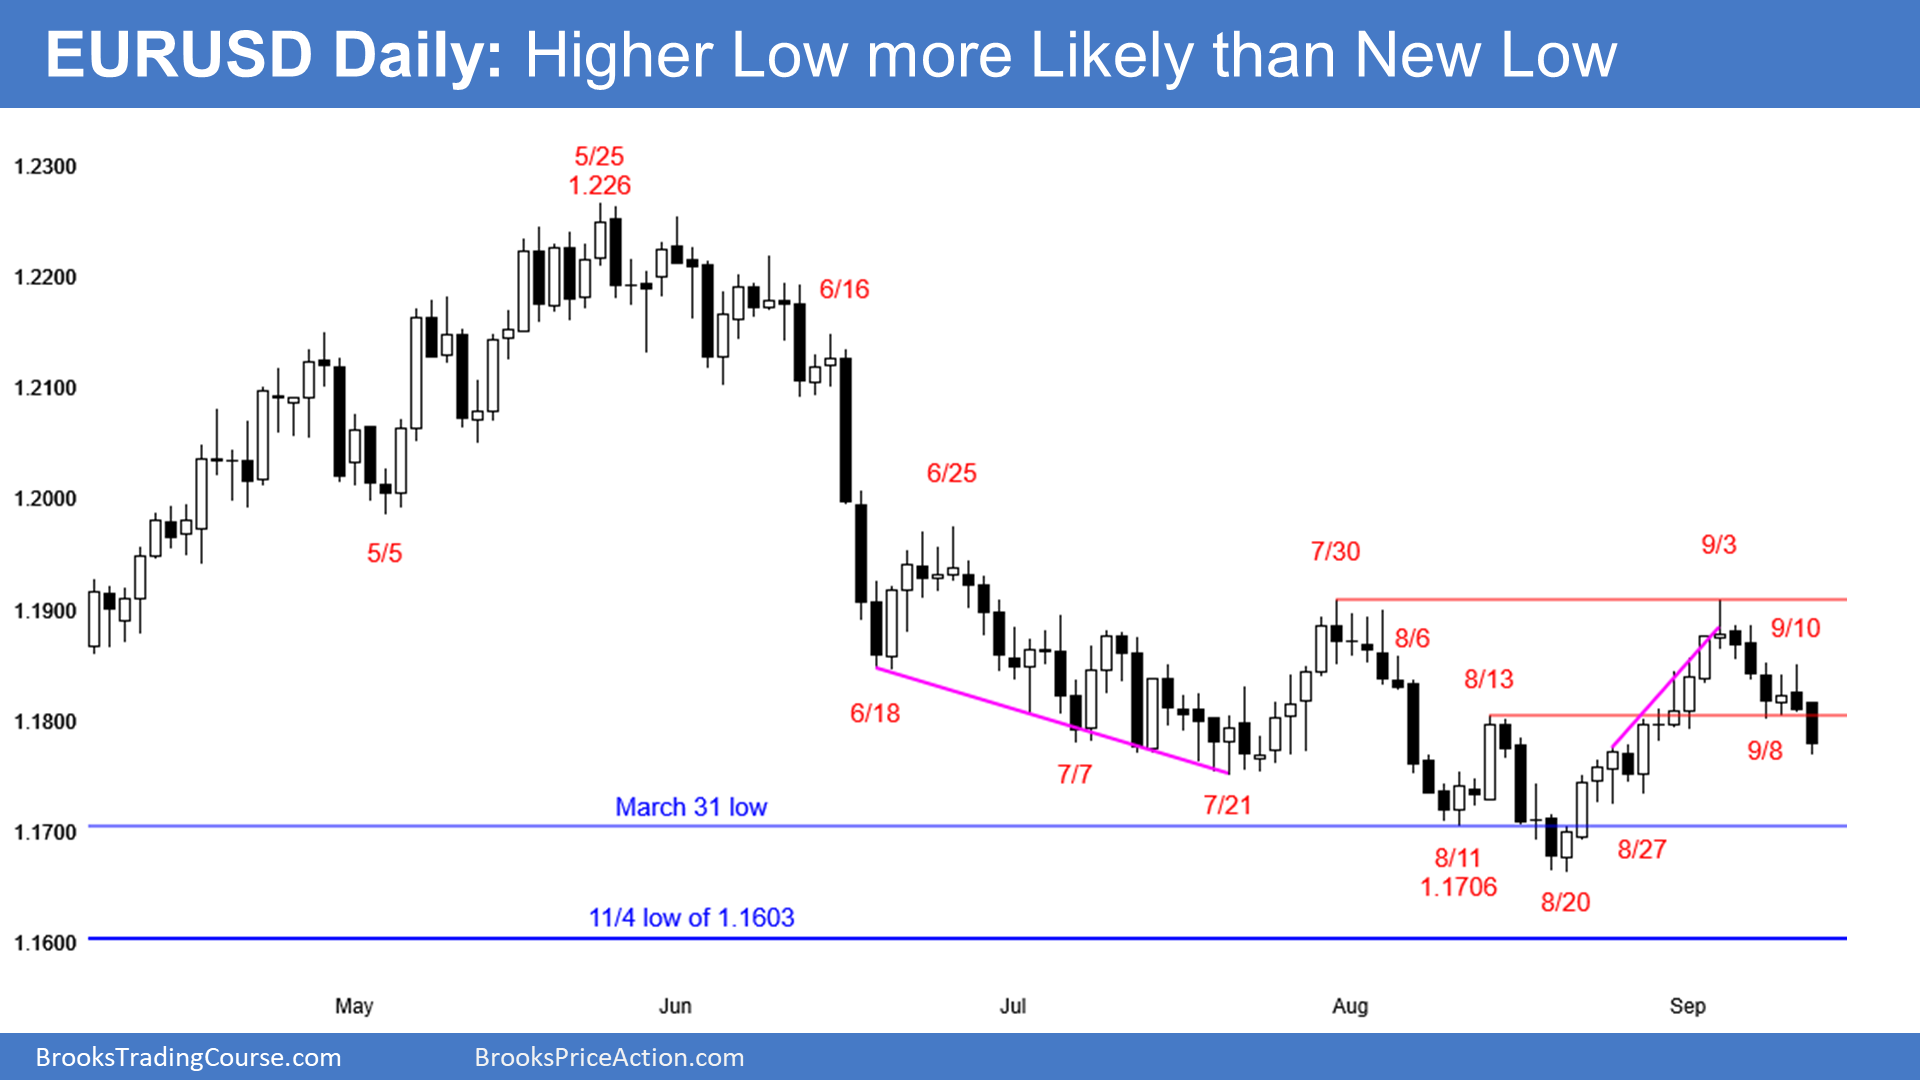 EURUSD Daily: Higher Low more Likely than New Low
1.2300
1.2200
1.2100
1.2000
1.1900
1.1800
1.1700
1.1600
5/25
1.226
6/16
5/5
6/25
6/18
7/7
7/21
7/30
8/6
8/13
8/11
1.1706
8/20
8/27
9/3
9/10
9/8
March 31 low
11/4 low of 1.1603
May
Jun
Jul
Aug
Sep
BrooksTradingCourse.com
BrooksPriceAction.com